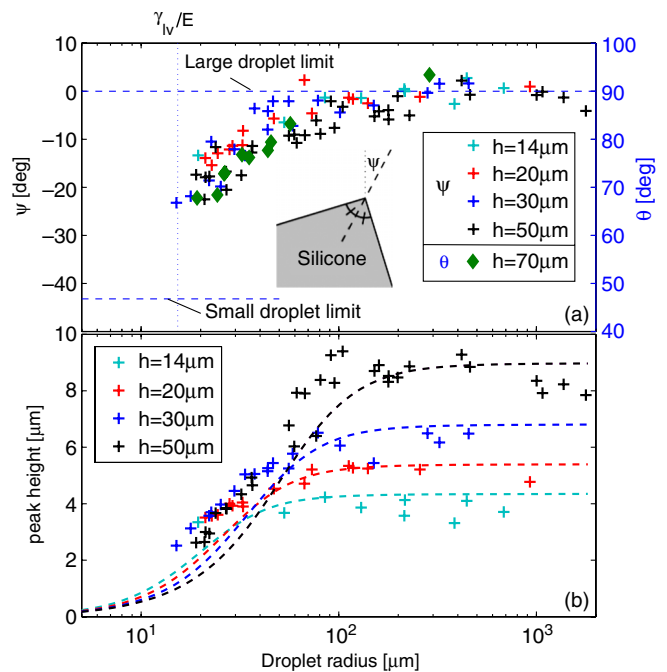 γlv/E
10
0
−10
−20
−30
−40
ψ [deg]
Large droplet limit
Small droplet limit
ψ
Silicone
ψ
h=14μm
h=20μm
h=30μm
h=50μm
θ
h=70μm
(a)
100
90
80
70
60
50
40
θ [deg]
10
8
6
4
2
0
peak height [μm]
h=14μm
h=20μm
h=30μm
h=50μm
(b)
10¹
10²
10³
Droplet radius [μm]